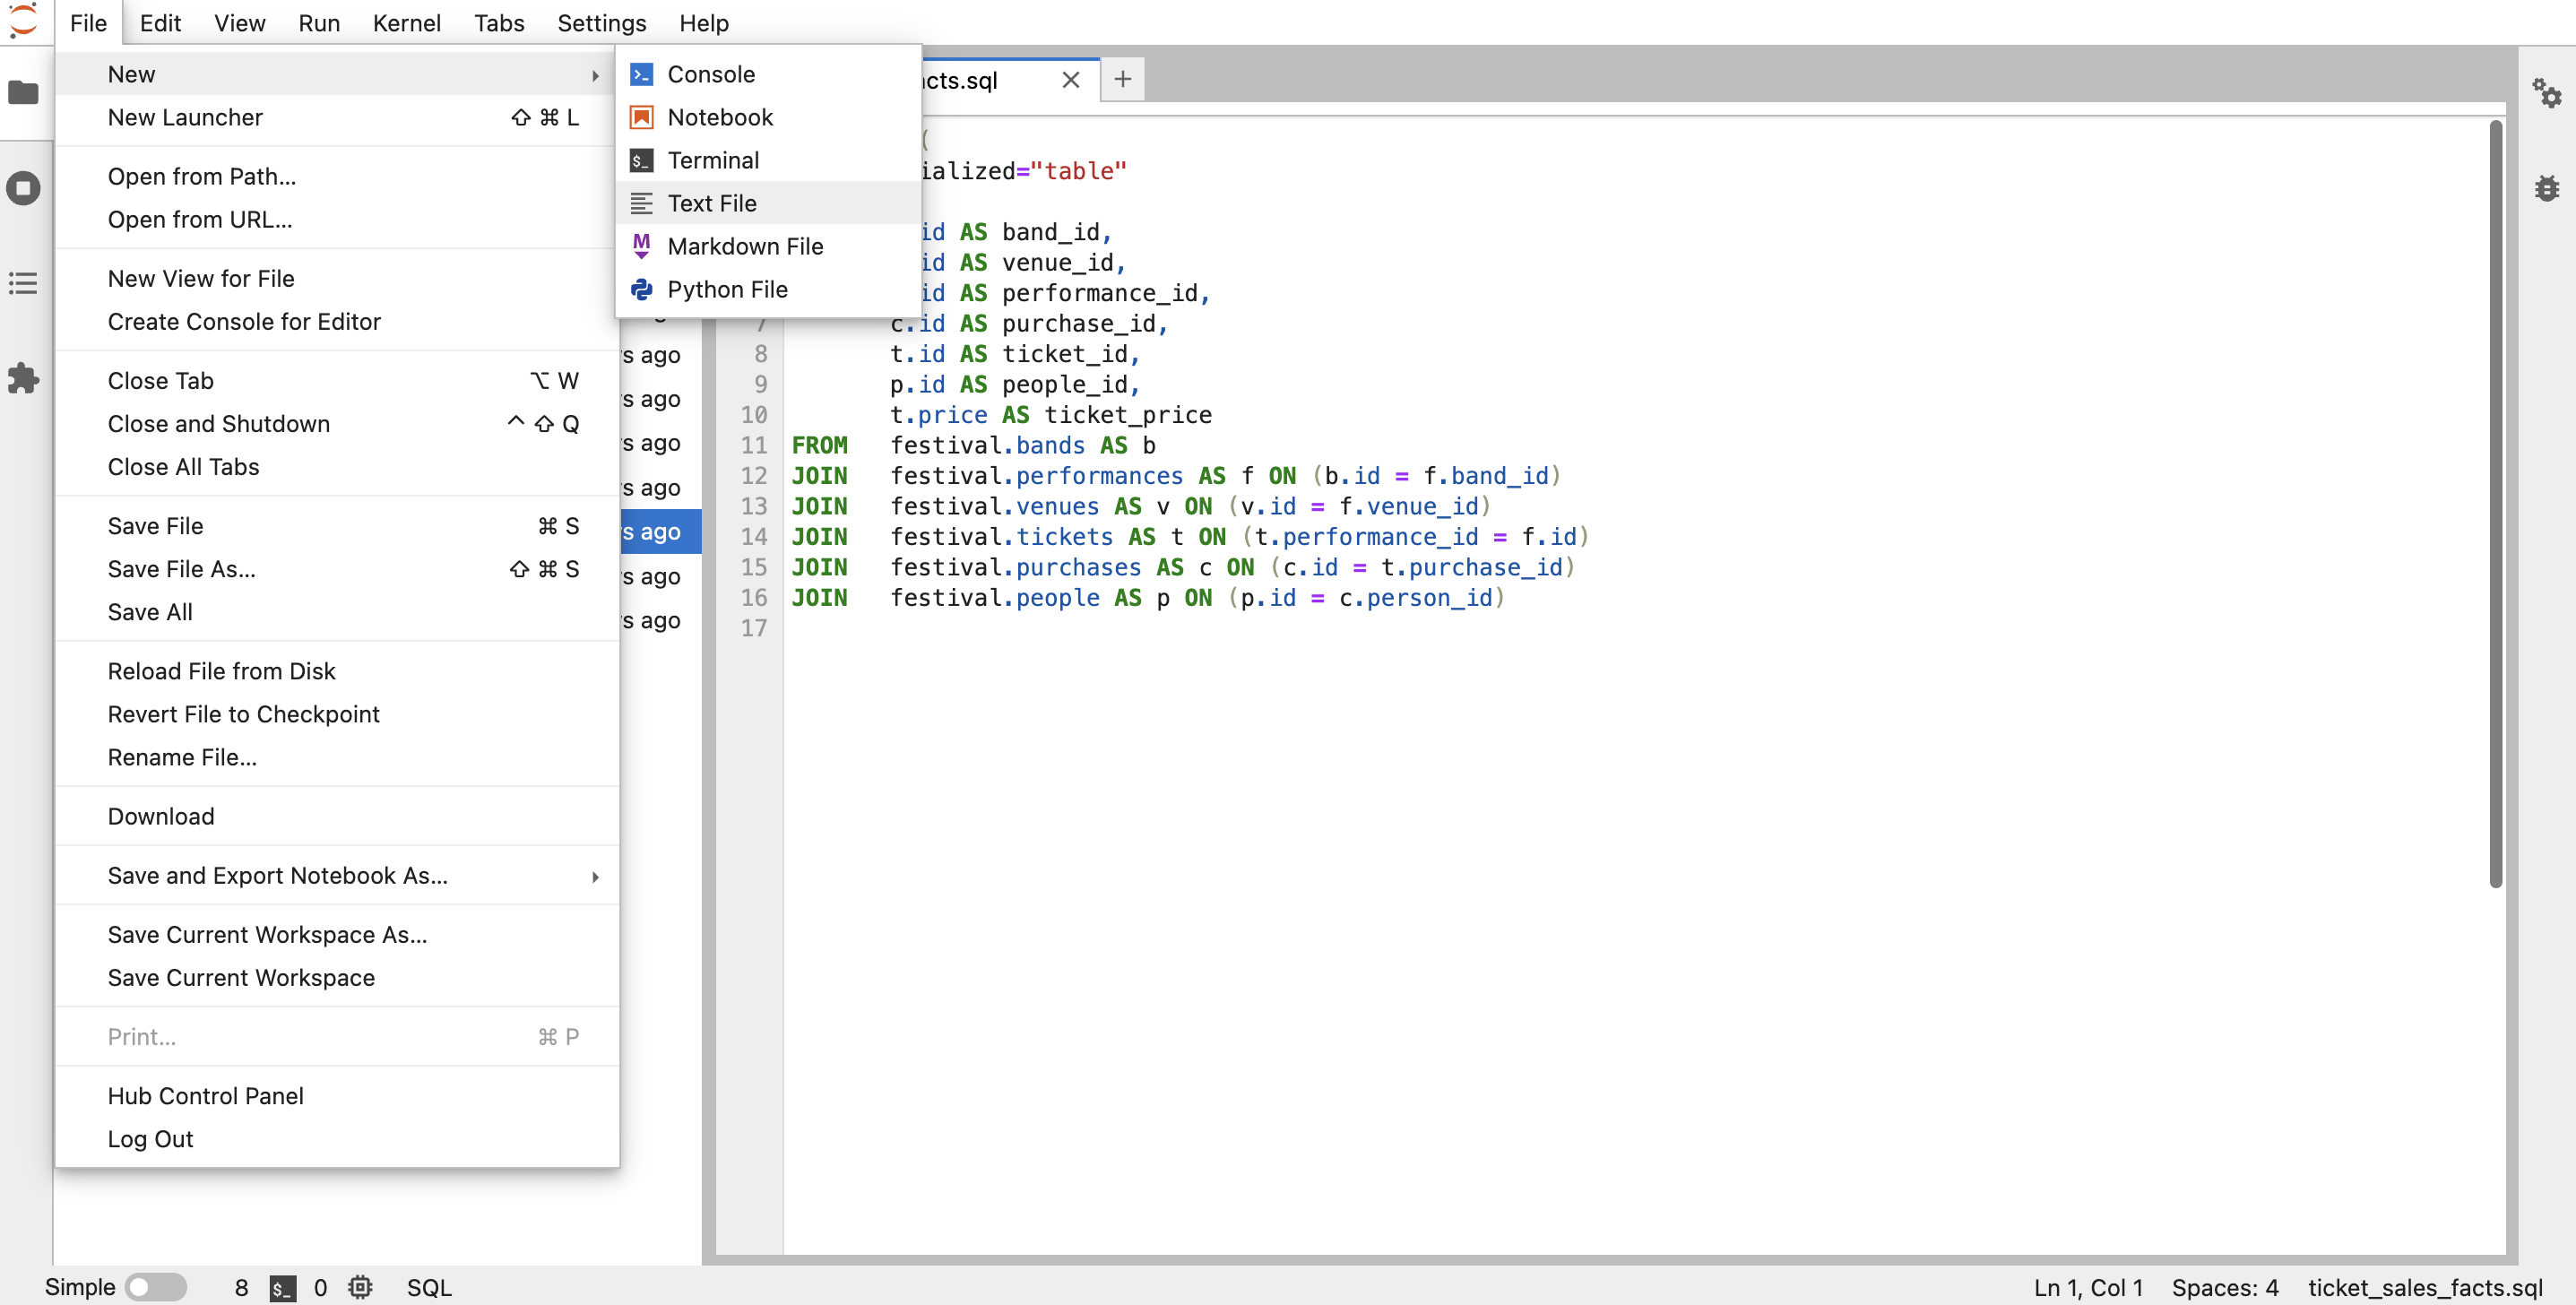 File Edit View Run Kernel Tabs Settings Help
New
New Launcher ⇧ ⌘ L
Open from Path...
Open from URL...
New View for File
Create Console for Editor
Close Tab ⌥ W
Close and Shutdown ^ ⇧ Q
Close All Tabs
Save File ⌘ S
Save File As... ⇧ ⌘ S
Save All
Reload File from Disk
Revert File to Checkpoint
Rename File...
Download
Save and Export Notebook As...
Save Current Workspace As...
Save Current Workspace
Print... ⌘ P
Hub Control Panel
Log Out
Console
Notebook
Terminal
Text File
Markdown File
Python File
s ago
s ago
s ago
s ago
s ago
s ago
s ago
cts.sql
(
ialized="table"
id AS band_id,
id AS venue_id,
id AS performance_id,
7 c.id AS purchase_id,
8 t.id AS ticket_id,
9 p.id AS people_id,
10 t.price AS ticket_price
11 FROM festival.bands AS b
12 JOIN festival.performances AS f ON (b.id = f.band_id)
13 JOIN festival.venues AS v ON (v.id = f.venue_id)
14 JOIN festival.tickets AS t ON (t.performance_id = f.id)
15 JOIN festival.purchases AS c ON (c.id = t.purchase_id)
16 JOIN festival.people AS p ON (p.id = c.person_id)
17
Simple 8 $_ 0 SQL Ln 1, Col 1 Spaces: 4 ticket_sales_facts.sql